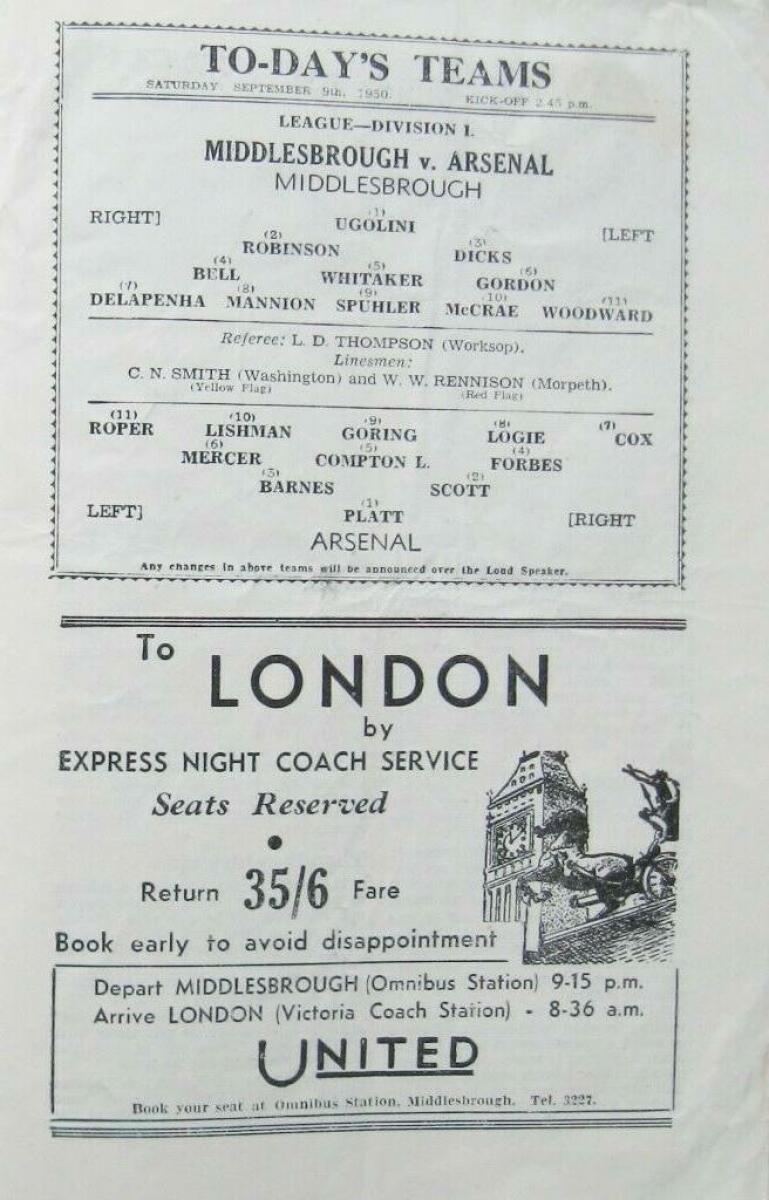 TO-DAY'S TEAMS
SATURDAY, SEPTEMBER 9th, 1950. KICK-OFF 2.45 p.m.
LEAGUE—DIVISION I.
MIDDLESBROUGH v. ARSENAL
MIDDLESBROUGH
(1)
RIGHT] UGOLINI [LEFT
(2) (3)
ROBINSON DICKS
(4) (5) (6)
BELL WHITAKER GORDON
(7) (8) (9) (10) (11)
DELAPENHA MANNION SPUHLER McCRAE WOODWARD
Referee: L. D. THOMPSON (Worksop).
Linesmen:
C. N. SMITH (Washington) and W. W. RENNISON (Morpeth).
(Yellow Flag) (Red Flag)
(11) (10) (9) (8) (7)
ROPER LISHMAN GORING LOGIE COX
(6) (5) (4)
MERCER COMPTON L. FORBES
(3) (2)
BARNES SCOTT
(1)
LEFT] PLATT [RIGHT
ARSENAL
Any changes in above teams will be announced over the Loud Speaker.
To
LONDON
by
EXPRESS NIGHT COACH SERVICE
Seats Reserved
Return 35/6 Fare
Book early to avoid disappointment
Depart MIDDLESBROUGH (Omnibus Station) 9-15 p.m.
Arrive LONDON (Victoria Coach Station) - 8-36 a.m.
UNITED
Book your seat at Omnibus Station, Middlesbrough. Tel. 3227.